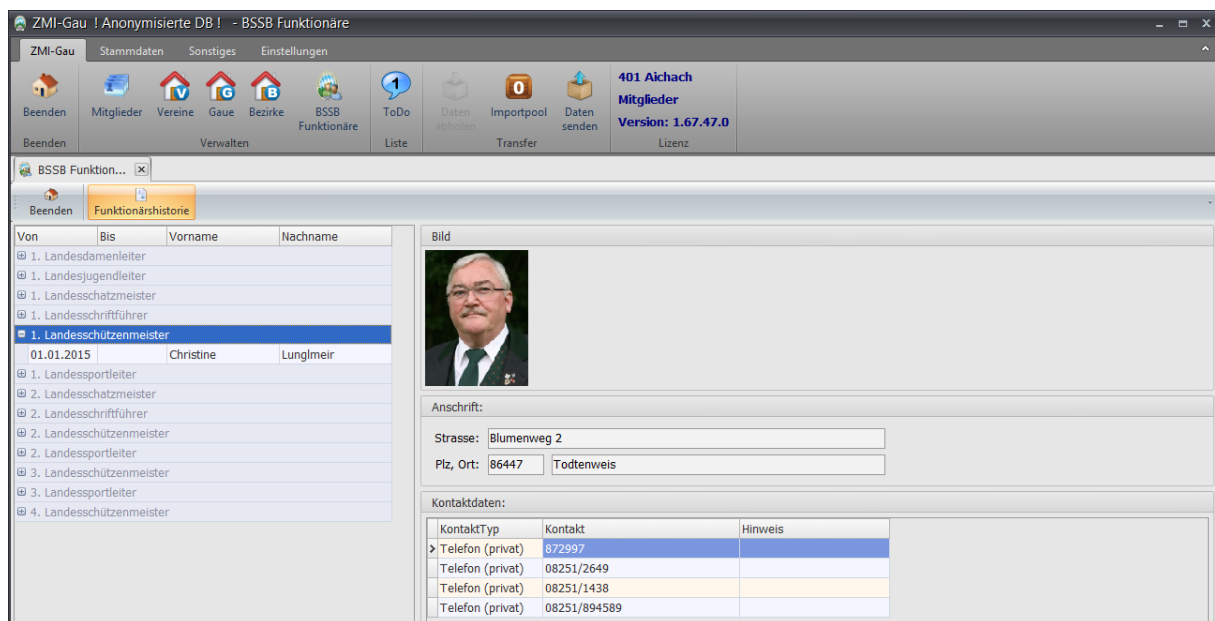 ZMI-Gau ! Anonymisierte DB ! - BSSB Funktionäre
ZMI-Gau Stammdaten Sonstiges Einstellungen
Beenden Mitglieder Vereine Gaue Bezirke BSSB Funktionäre ToDo Daten abholen Importpool Daten senden
V G B 1 0
401 Aichach
Mitglieder
Version: 1.67.47.0
Beenden Verwalten Liste Transfer Lizenz
BSSB Funktion...
Beenden Funktionärshistorie
Von Bis Vorname Nachname
1. Landesdamenleiter
1. Landesjugendleiter
1. Landesschatzmeister
1. Landesschriftführer
1. Landesschützenmeister
01.01.2015 Christine Lunglmeir
1. Landessportleiter
2. Landesschatzmeister
2. Landesschriftführer
2. Landesschützenmeister
2. Landessportleiter
3. Landesschützenmeister
3. Landessportleiter
4. Landesschützenmeister
Bild
Anschrift:
Strasse: Blumenweg 2
Plz, Ort: 86447 Todtenweis
Kontaktdaten:
KontaktTyp Kontakt Hinweis
Telefon (privat) 872997
Telefon (privat) 08251/2649
Telefon (privat) 08251/1438
Telefon (privat) 08251/894589